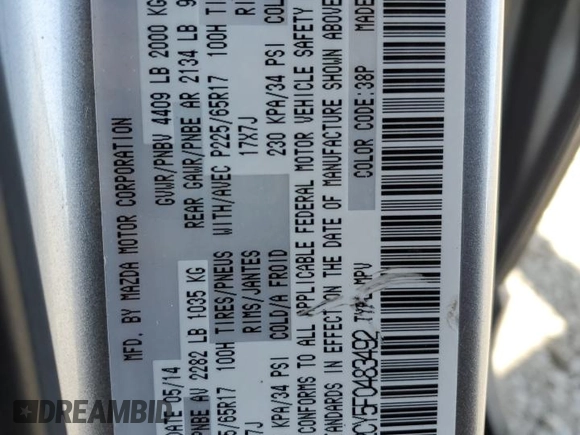 MFD. BY MAZDA MOTOR CORPORATION
DATE 05/14 GVWR/PNBV 4409 LB 2000 KG
PNBE AV 2282 LB 1035 KG REAR GAWR/PNBE AR 2134 LB
65R17 100H TIRES/PNEUS WITH/AVEC P225/65R17 100H
7J RIMS/JANTES 17X7J
KPA/34 PSI COLD/A FROID 230 KPA/34 PSI
CONFORMS TO ALL APPLICABLE FEDERAL MOTOR VEHICLE SAFETY
STANDARDS IN EFFECT ON THE DATE OF MANUFACTURE SHOWN ABOVE
CY5F0483492 TYPE: MPV COLOR CODE:38P MADE
DREAMBID